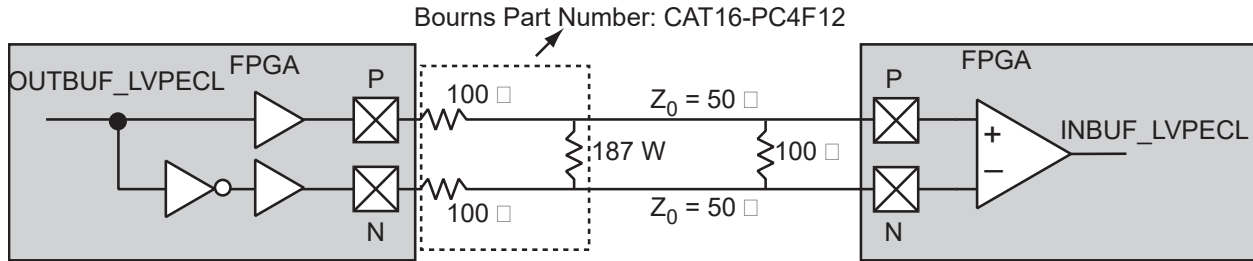 Bourns Part Number: CAT16-PC4F12
OUTBUF_LVPECL
FPGA
P
100 □
Z0 = 50 □
FPGA
P
187 W
100 □
+
−
INBUF_LVPECL
N
100 □
Z0 = 50 □
N